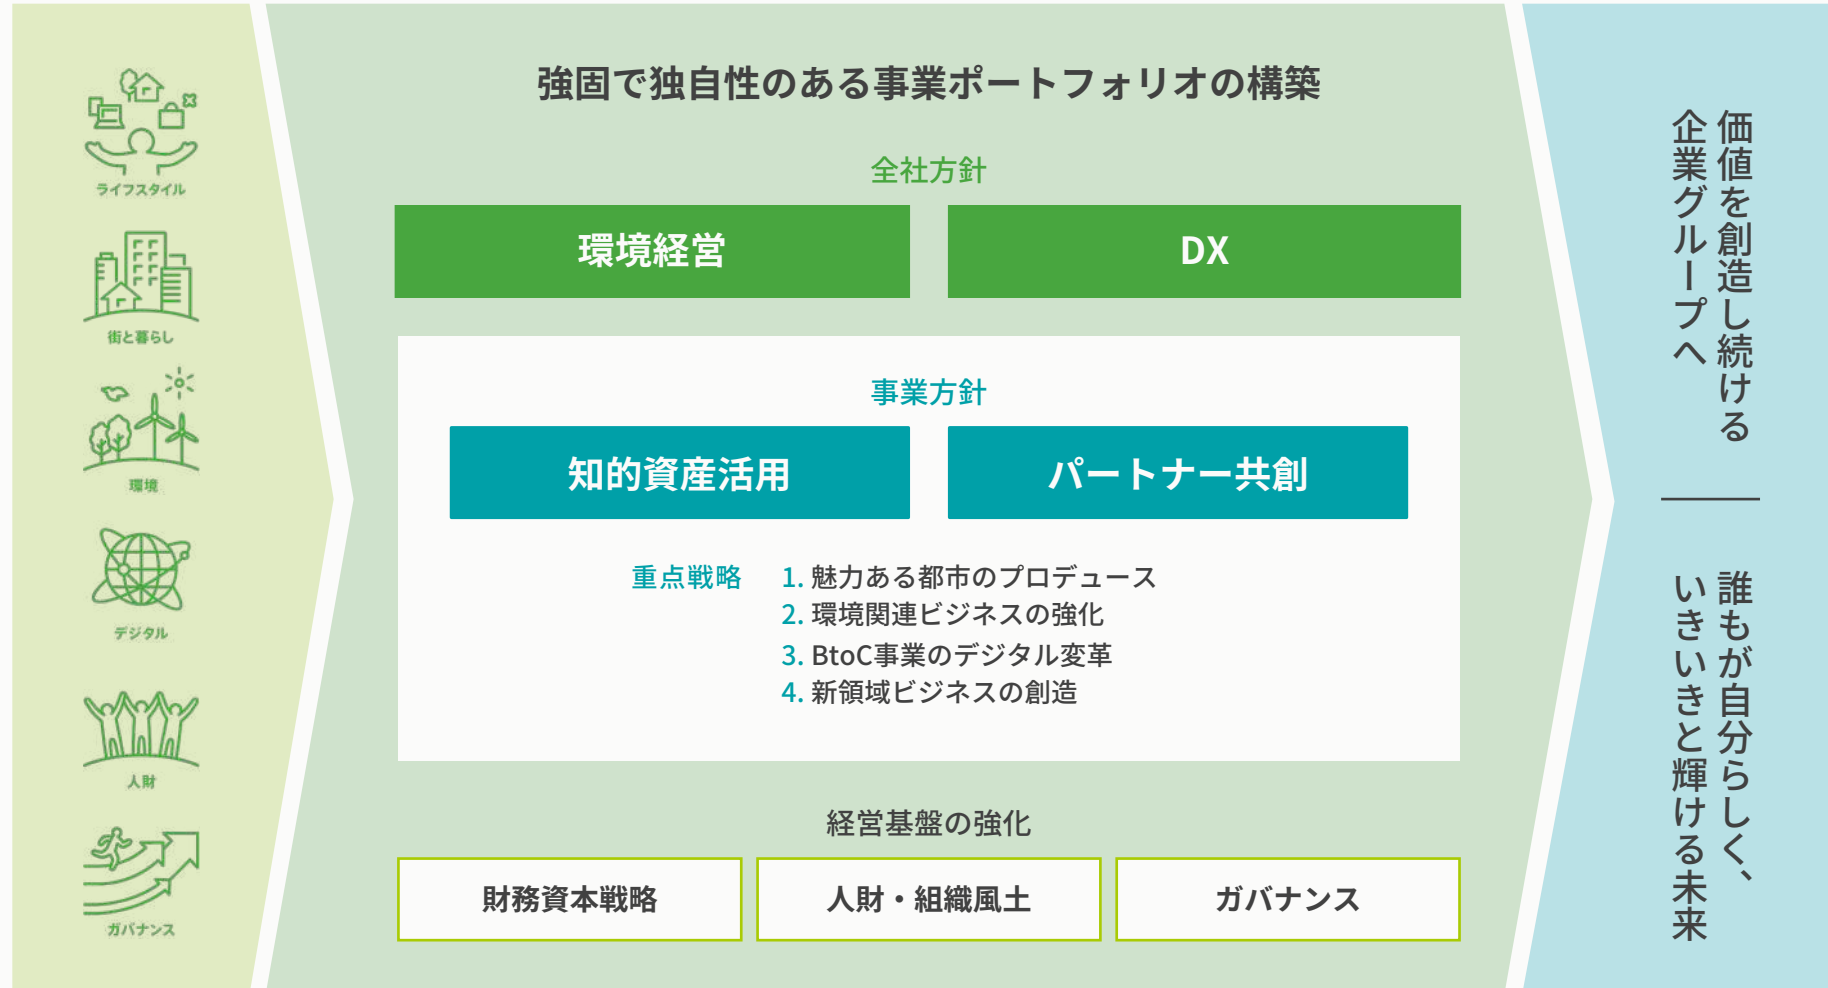 ライフスタイル
街と暮らし
環境
デジタル
人財
ガバナンス
強固で独自性のある事業ポートフォリオの構築
全社方針
環境経営
DX
事業方針
知的資産活用
パートナー共創
重点戦略
1. 魅力ある都市のプロデュース
2. 環境関連ビジネスの強化
3. BtoC事業のデジタル変革
4. 新領域ビジネスの創造
経営基盤の強化
財務資本戦略
人財・組織風土
ガバナンス
価値を創造し続ける
企業グループへ
誰もが自分らしく、
いきいきと輝ける未来